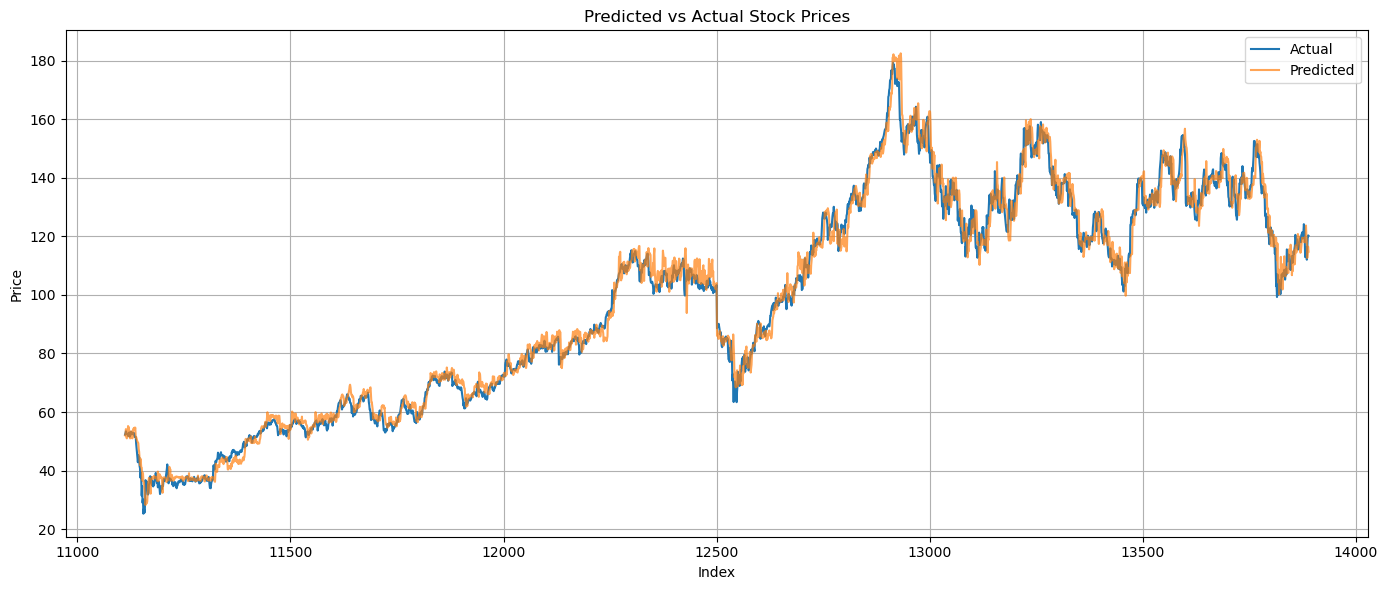 Predicted vs Actual Stock Prices
Actual
Predicted
Price
180
160
140
120
100
80
60
40
20
11000 11500 12000 12500 13000 13500 14000
Index